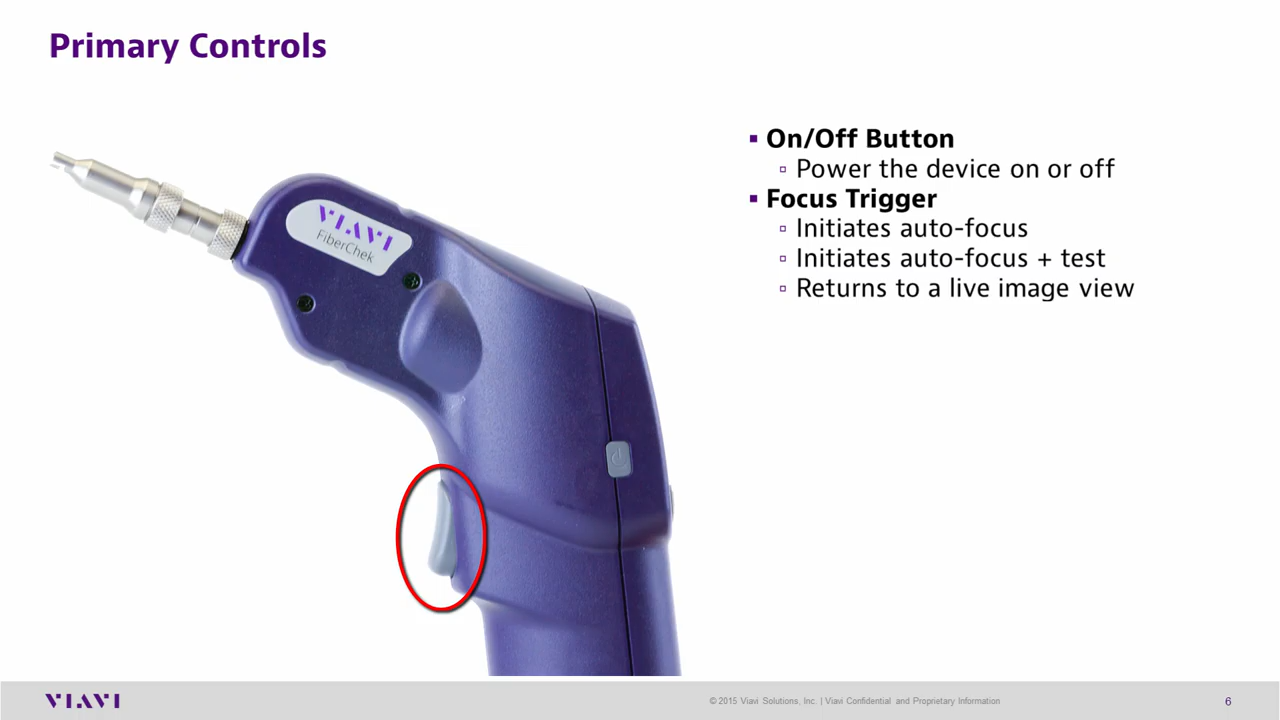 Primary Controls
▪ On/Off Button
▫ Power the device on or off
▪ Focus Trigger
▫ Initiates auto-focus
▫ Initiates auto-focus + test
▫ Returns to a live image view
VIAVI
FiberChek
VIAVI
© 2015 Viavi Solutions, Inc. | Viavi Confidential and Proprietary Information
6